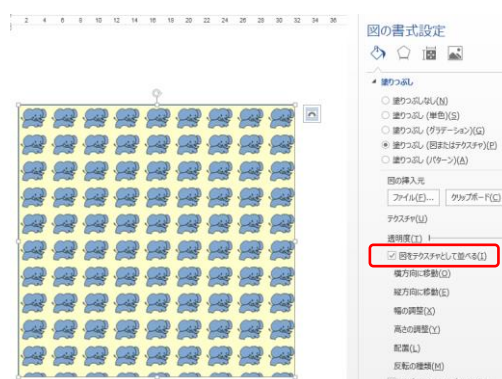 2 4 6 8 10 12 14 16 18 20 22 24 26 28 30 32 34 36
図の書式設定
塗りつぶし
塗りつぶしなし(N)
塗りつぶし (単色)(S)
塗りつぶし (グラデーション)(G)
塗りつぶし (図またはテクスチャ)(P)
塗りつぶし (パターン)(A)
図の挿入元
ファイル(F)... クリップボード(C)
テクスチャ(U)
透明度(T)
図をテクスチャとして並べる(I)
横方向に移動(O)
縦方向に移動(E)
幅の調整(X)
高さの調整(Y)
配置(L)
反転の種類(M)